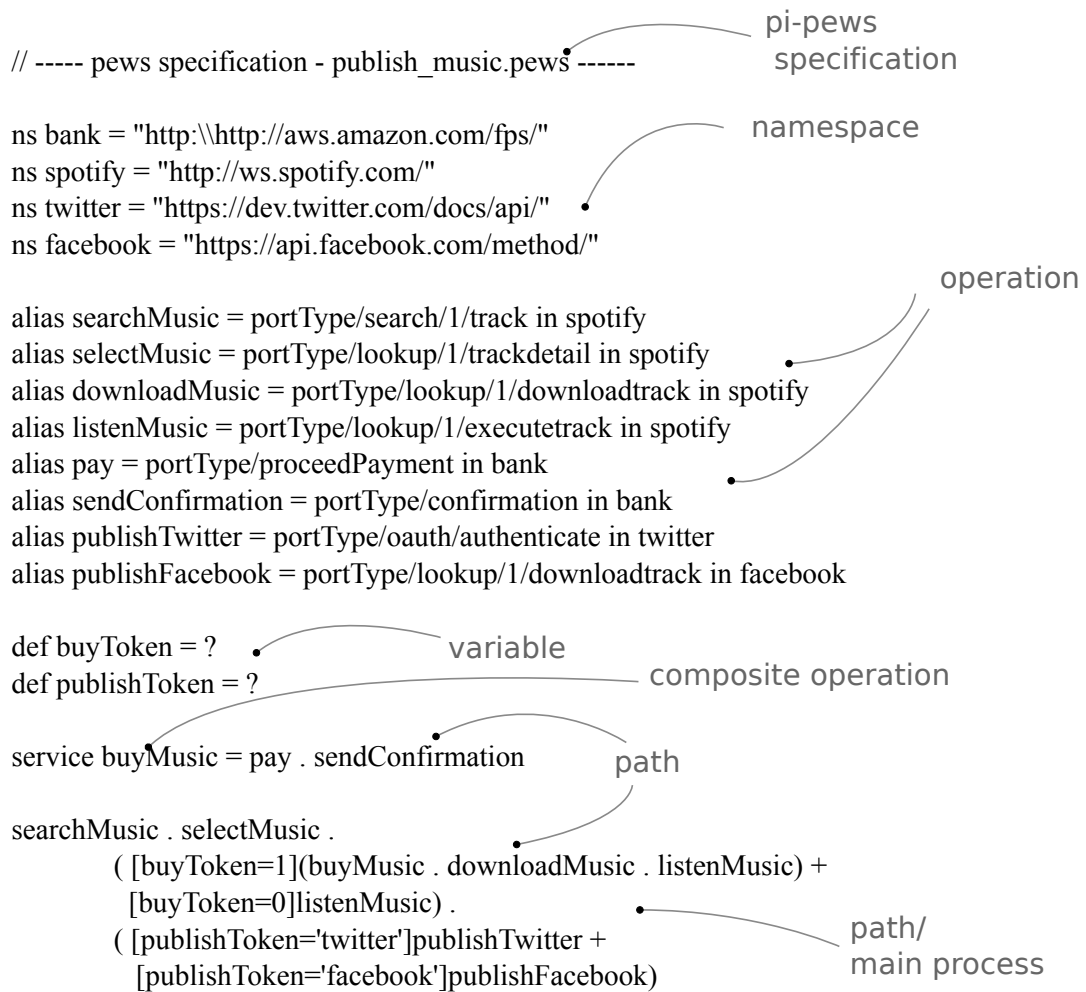 pi-pews
specification
// ----- pews specification - publish_music.pews ------
namespace
ns bank = "http:\\http://aws.amazon.com/fps/"
ns spotify = "http://ws.spotify.com/"
ns twitter = "https://dev.twitter.com/docs/api/"
ns facebook = "https://api.facebook.com/method/"
operation
alias searchMusic = portType/search/1/track in spotify
alias selectMusic = portType/lookup/1/trackdetail in spotify
alias downloadMusic = portType/lookup/1/downloadtrack in spotify
alias listenMusic = portType/lookup/1/executetrack in spotify
alias pay = portType/proceedPayment in bank
alias sendConfirmation = portType/confirmation in bank
alias publishTwitter = portType/oauth/authenticate in twitter
alias publishFacebook = portType/lookup/1/downloadtrack in facebook
def buyToken = ?
variable
def publishToken = ?
composite operation
service buyMusic = pay . sendConfirmation
path
searchMusic . selectMusic .
( [buyToken=1](buyMusic . downloadMusic . listenMusic) +
[buyToken=0]listenMusic) .
( [publishToken='twitter']publishTwitter +
[publishToken='facebook']publishFacebook)
path/
main process